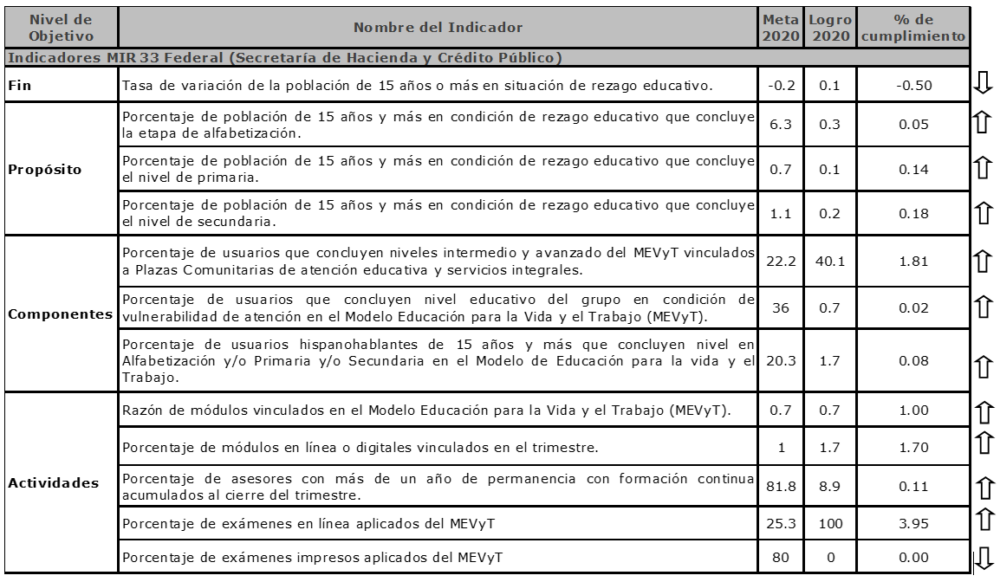 Nivel de Objetivo Nombre del Indicador Meta 2020 Logro 2020 % de cumplimiento
Indicadores MIR 33 Federal (Secretaría de Hacienda y Crédito Público)
Fin Tasa de variación de la población de 15 años o más en situación de rezago educativo. -0.2 0.1 -0.50
Porcentaje de población de 15 años y más en condición de rezago educativo que concluye
la etapa de alfabetización. 6.3 0.3 0.05
Propósito
Porcentaje de población de 15 años y más en condición de rezago educativo que concluye
el nivel de primaria. 0.7 0.1 0.14
Porcentaje de población de 15 años y más en condición de rezago educativo que concluye
el nivel de secundaria. 1.1 0.2 0.18
Porcentaje de usuarios que concluyen niveles intermedio y avanzado del MEVyT vinculados
a Plazas Comunitarias de atención educativa y servicios integrales. 22.2 40.1 1.81
Componentes
Porcentaje de usuarios que concluyen nivel educativo del grupo en condición de
vulnerabilidad de atención en el Modelo Educación para la Vida y el Trabajo (MEVyT). 36 0.7 0.02
Porcentaje de usuarios hispanohablantes de 15 años y más que concluyen nivel en
Alfabetización y/o Primaria y/o Secundaria en el Modelo de Educación para la vida y el
Trabajo. 20.3 1.7 0.08
Razón de módulos vinculados en el Modelo Educación para la Vida y el Trabajo (MEVyT). 0.7 0.7 1.00
Porcentaje de módulos en línea o digitales vinculados en el trimestre. 1 1.7 1.70
Actividades
Porcentaje de asesores con más de un año de permanencia con formación continua
acumulados al cierre del trimestre. 81.8 8.9 0.11
Porcentaje de exámenes en línea aplicados del MEVyT 25.3 100 3.95
Porcentaje de exámenes impresos aplicados del MEVyT 80 0 0.00